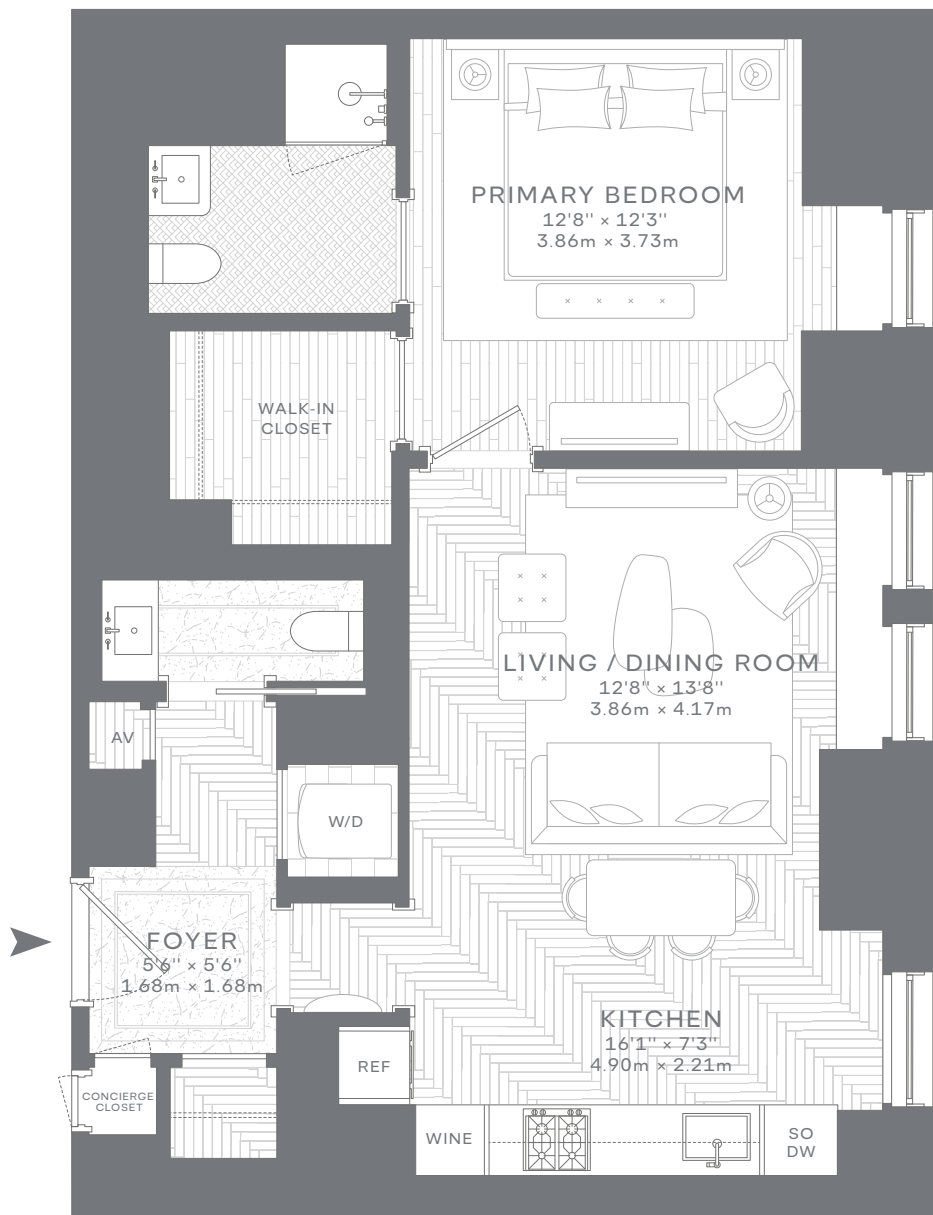 PRIMARY BEDROOM
12'8" × 12'3"
3.86m × 3.73m
WALK-IN
CLOSET
LIVING / DINING ROOM
12'8" × 13'8"
3.86m × 4.17m
AV
W/D
FOYER
5'6" × 5'6"
1.68m × 1.68m
KITCHEN
16'1" × 7'3"
4.90m × 2.21m
REF
CONCIERGE
CLOSET
WINE
SO
DW